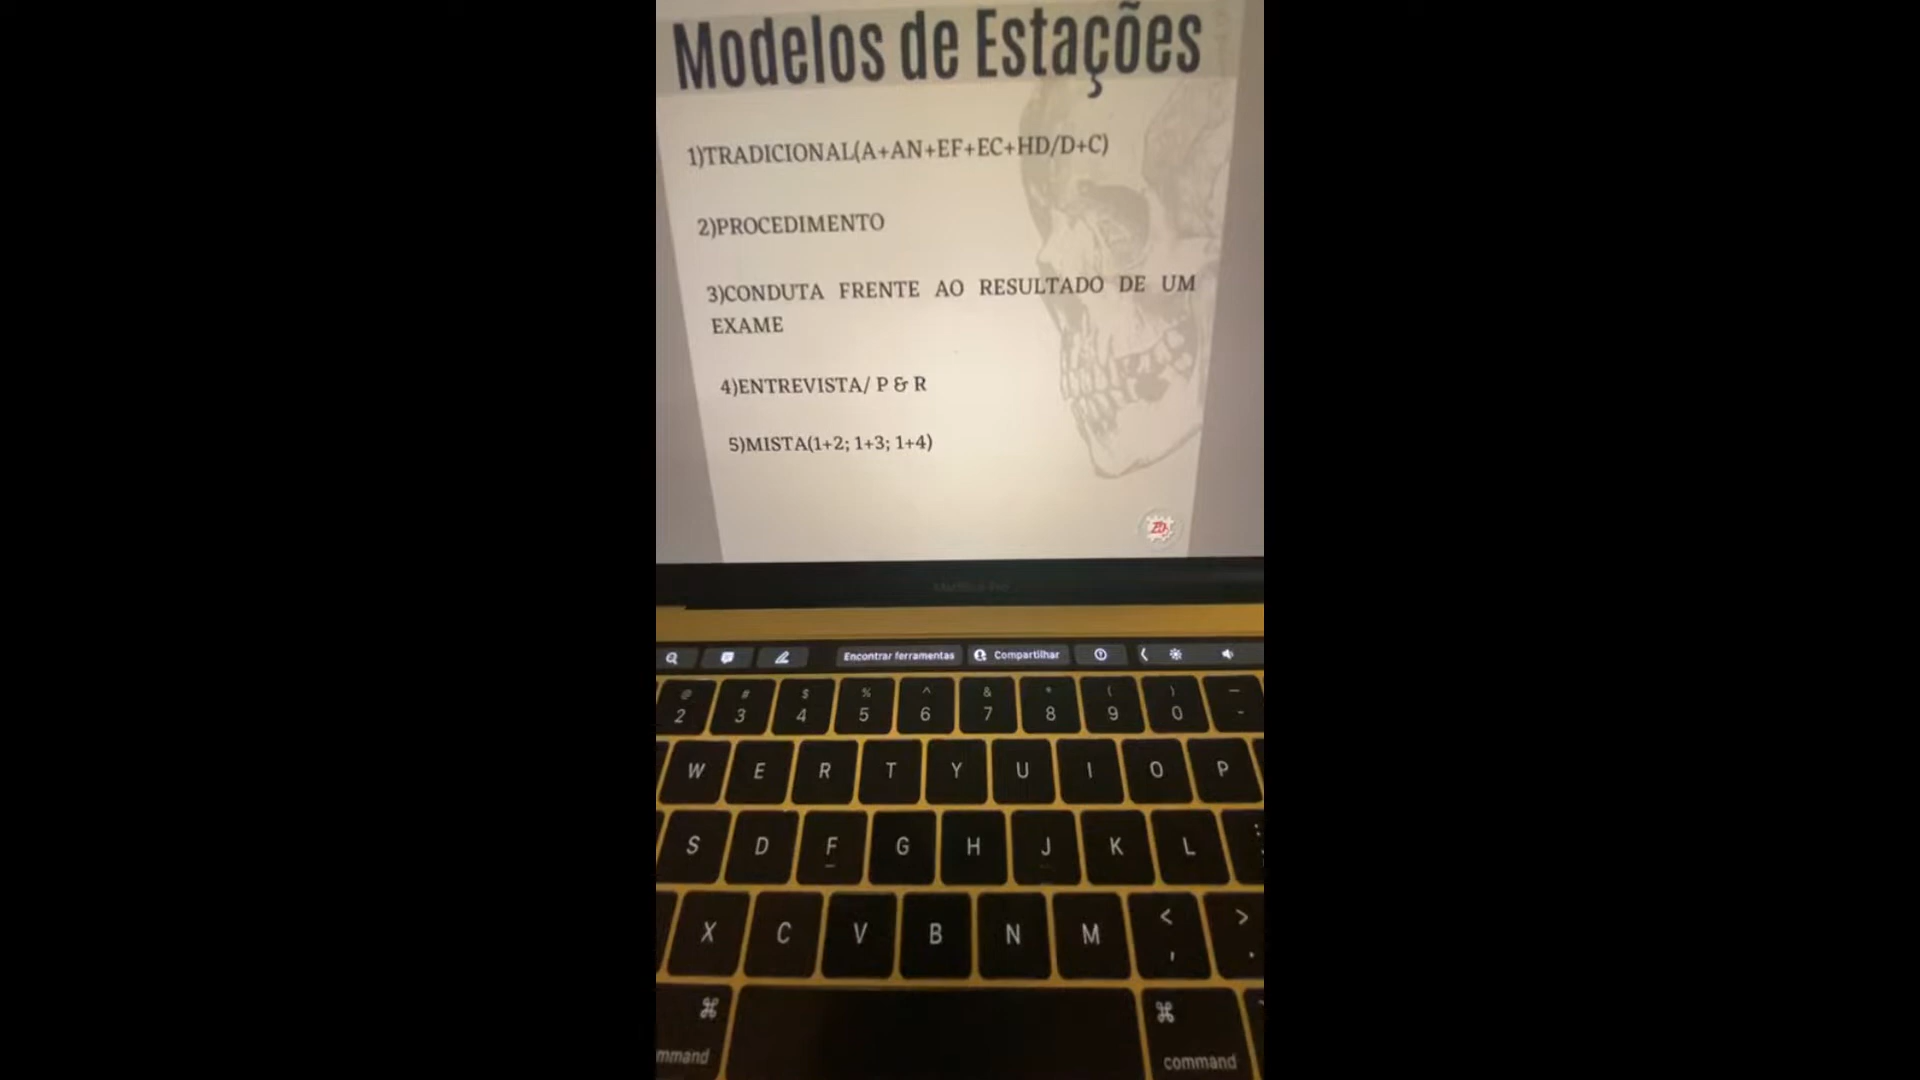 Modelos de Estações
1)TRADICIONAL(A+AN+EF+EC+HD/D+C)
2)PROCEDIMENTO
3)CONDUTA FRENTE AO RESULTADO DE UM
EXAME
4)ENTREVISTA/ P & R
5)MISTA(1+2; 1+3; 1+4)
Encontrar ferramentas Compartilhar
@ # $ % ^ & * ( ) —
2 3 4 5 6 7 8 9 0 -
W E R T Y U I O P
S D F G H J K L : ;
X C V B N M < , > .
⌘ ⌘
mmand command